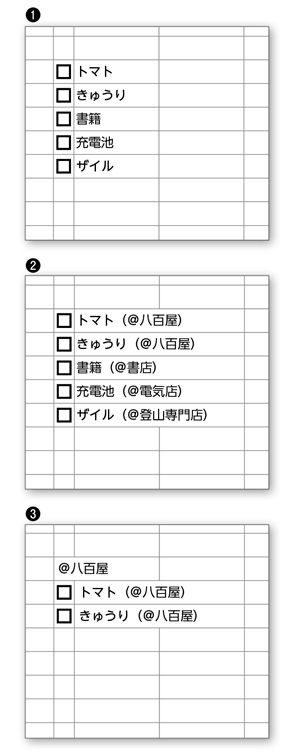 ❶
□ トマト
□ きゅうり
□ 書籍
□ 充電池
□ ザイル
❷
□ トマト（@八百屋）
□ きゅうり（@八百屋）
□ 書籍（@書店）
□ 充電池（@電気店）
□ ザイル（@登山専門店）
❸
@八百屋
□ トマト（@八百屋）
□ きゅうり（@八百屋）